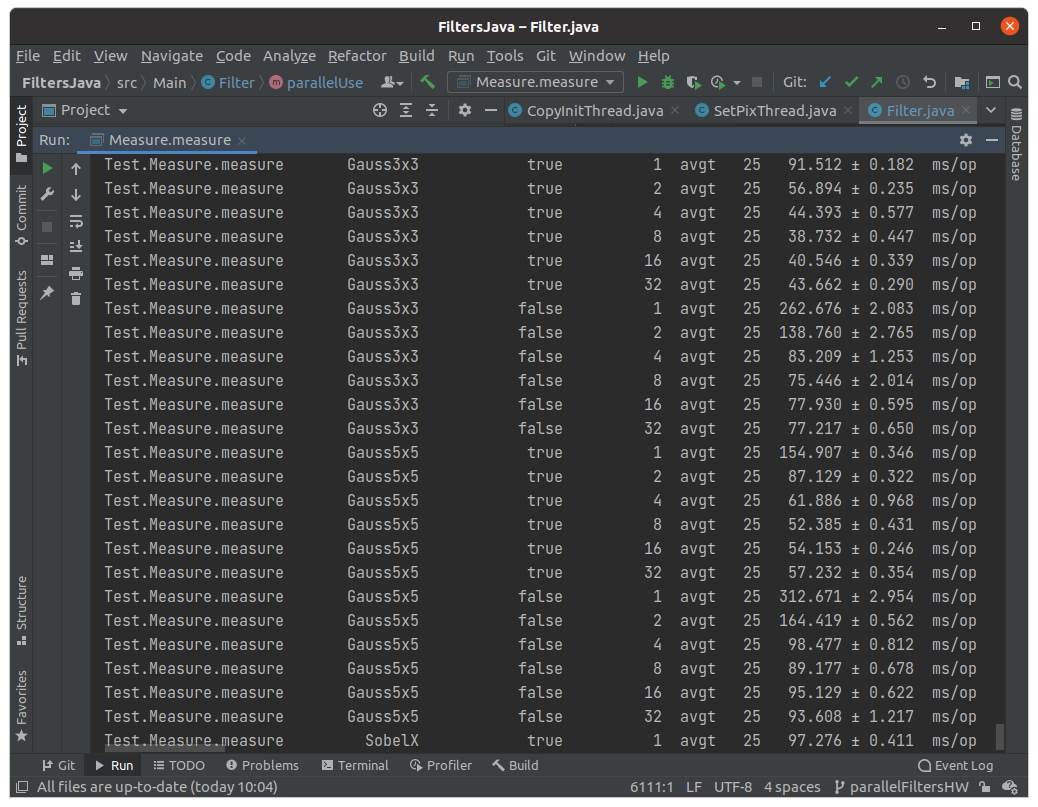 FiltersJava – Filter.java
File Edit View Navigate Code Analyze Refactor Build Run Tools Git Window Help
FiltersJava src Main Filter parallelUse Measure.measure Git:
Project CopyInitThread.java SetPixThread.java Filter.java
Run: Measure.measure
Test.Measure.measure Gauss3x3 true 1 avgt 25 91.512 ± 0.182 ms/op
Test.Measure.measure Gauss3x3 true 2 avgt 25 56.894 ± 0.235 ms/op
Test.Measure.measure Gauss3x3 true 4 avgt 25 44.393 ± 0.577 ms/op
Test.Measure.measure Gauss3x3 true 8 avgt 25 38.732 ± 0.447 ms/op
Test.Measure.measure Gauss3x3 true 16 avgt 25 40.546 ± 0.339 ms/op
Test.Measure.measure Gauss3x3 true 32 avgt 25 43.662 ± 0.290 ms/op
Test.Measure.measure Gauss3x3 false 1 avgt 25 262.676 ± 2.083 ms/op
Test.Measure.measure Gauss3x3 false 2 avgt 25 138.760 ± 2.765 ms/op
Test.Measure.measure Gauss3x3 false 4 avgt 25 83.209 ± 1.253 ms/op
Test.Measure.measure Gauss3x3 false 8 avgt 25 75.446 ± 2.014 ms/op
Test.Measure.measure Gauss3x3 false 16 avgt 25 77.930 ± 0.595 ms/op
Test.Measure.measure Gauss3x3 false 32 avgt 25 77.217 ± 0.650 ms/op
Test.Measure.measure Gauss5x5 true 1 avgt 25 154.907 ± 0.346 ms/op
Test.Measure.measure Gauss5x5 true 2 avgt 25 87.129 ± 0.322 ms/op
Test.Measure.measure Gauss5x5 true 4 avgt 25 61.886 ± 0.968 ms/op
Test.Measure.measure Gauss5x5 true 8 avgt 25 52.385 ± 0.431 ms/op
Test.Measure.measure Gauss5x5 true 16 avgt 25 54.153 ± 0.246 ms/op
Test.Measure.measure Gauss5x5 true 32 avgt 25 57.232 ± 0.354 ms/op
Test.Measure.measure Gauss5x5 false 1 avgt 25 312.671 ± 2.954 ms/op
Test.Measure.measure Gauss5x5 false 2 avgt 25 164.419 ± 0.562 ms/op
Test.Measure.measure Gauss5x5 false 4 avgt 25 98.477 ± 0.812 ms/op
Test.Measure.measure Gauss5x5 false 8 avgt 25 89.177 ± 0.678 ms/op
Test.Measure.measure Gauss5x5 false 16 avgt 25 95.129 ± 0.622 ms/op
Test.Measure.measure Gauss5x5 false 32 avgt 25 93.608 ± 1.217 ms/op
Test.Measure.measure SobelX true 1 avgt 25 97.276 ± 0.411 ms/op
Project
Commit
Pull Requests
Structure
Favorites
Database
Git Run TODO Problems Terminal Profiler Build Event Log
All files are up-to-date (today 10:04) 6111:1 LF UTF-8 4 spaces parallelFiltersHW